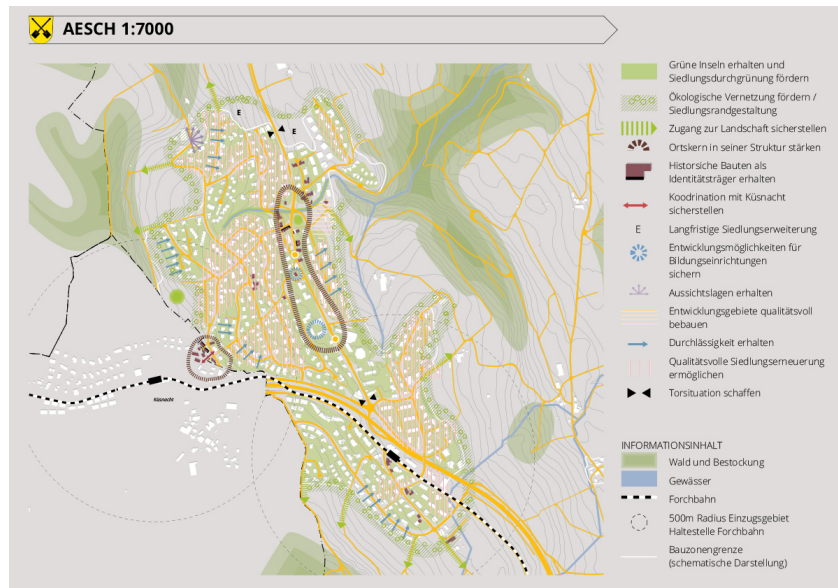 AESCH 1:7000
E
E
Küsnacht
Grüne Inseln erhalten und
Siedlungsdurchgrünung fördern
Ökologische Vernetzung fördern /
Siedlungsrandgestaltung
Zugang zur Landschaft sicherstellen
Ortskern in seiner Struktur stärken
Historsiche Bauten als
Identitätsträger erhalten
Koodrination mit Küsnacht
sicherstellen
E Langfristige Siedlungserweiterung
Entwicklungsmöglichkeiten für
Bildungseinrichtungen
sichern
Aussichtslagen erhalten
Entwicklungsgebiete qualitätsvoll
bebauen
Durchlässigkeit erhalten
Qualitätsvolle Siedlungserneuerung
ermöglichen
Torsituation schaffen
INFORMATIONSINHALT
Wald und Bestockung
Gewässer
Forchbahn
500m Radius Einzugsgebiet
Haltestelle Forchbahn
Bauzonengrenze
(schematische Darstellung)